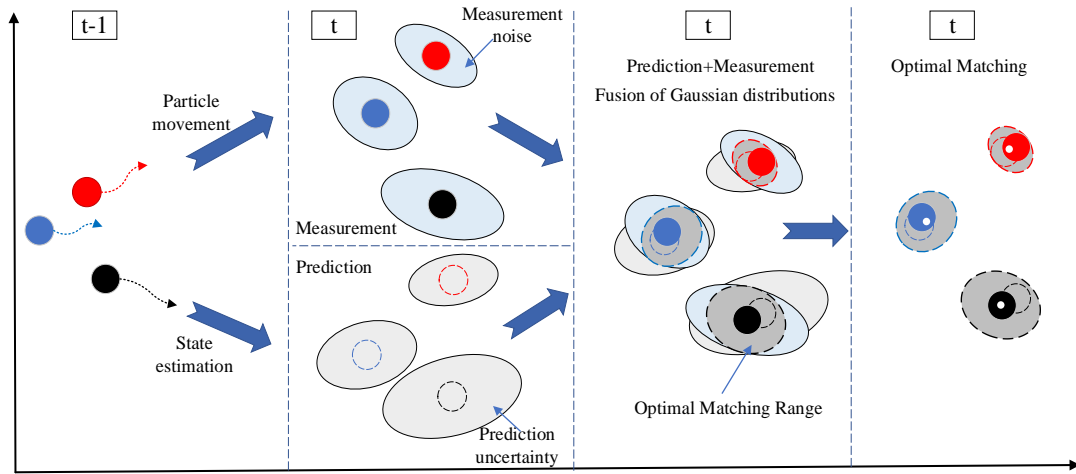 t-1
Particle
movement
State
estimation
t
Measurement
noise
Measurement
Prediction
Prediction
uncertainty
t
Prediction+Measurement
Fusion of Gaussian distributions
Optimal Matching Range
t
Optimal Matching